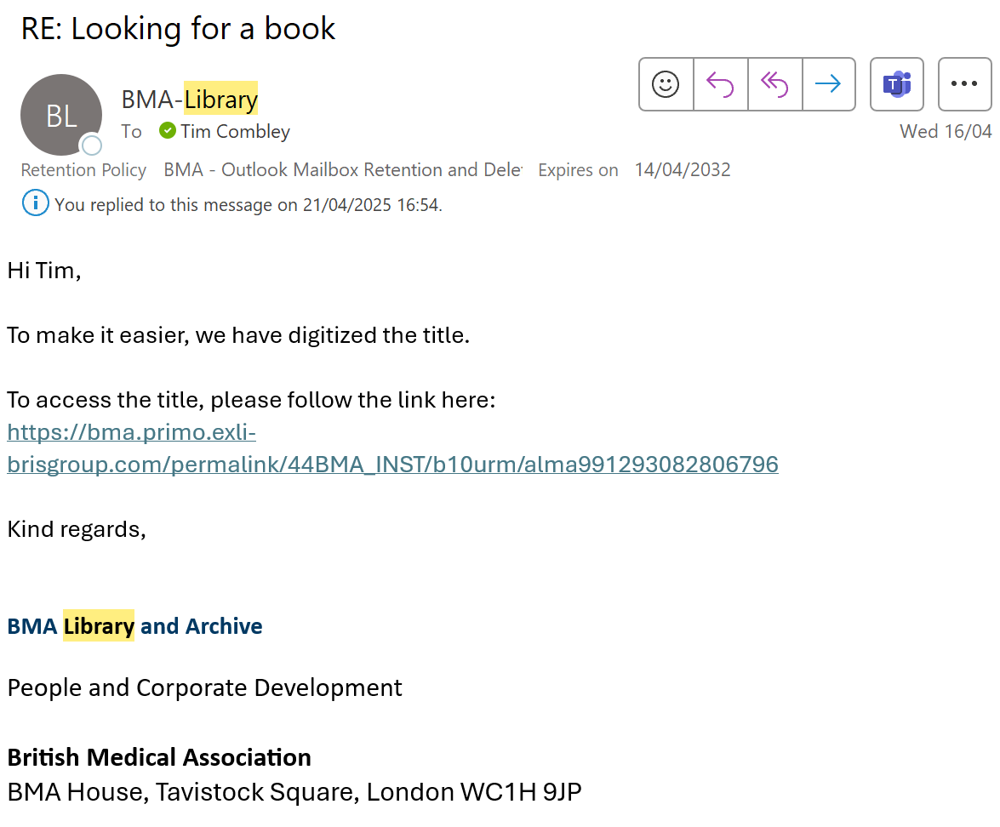 RE: Looking for a book
BL
BMA-Library
To Tim Combley
Wed 16/04
Retention Policy BMA - Outlook Mailbox Retention and Dele Expires on 14/04/2032
You replied to this message on 21/04/2025 16:54.
Hi Tim,
To make it easier, we have digitized the title.
To access the title, please follow the link here:
https://bma.primo.exli-
brisgroup.com/permalink/44BMA_INST/b10urm/alma991293082806796
Kind regards,
BMA Library and Archive
People and Corporate Development
British Medical Association
BMA House, Tavistock Square, London WC1H 9JP